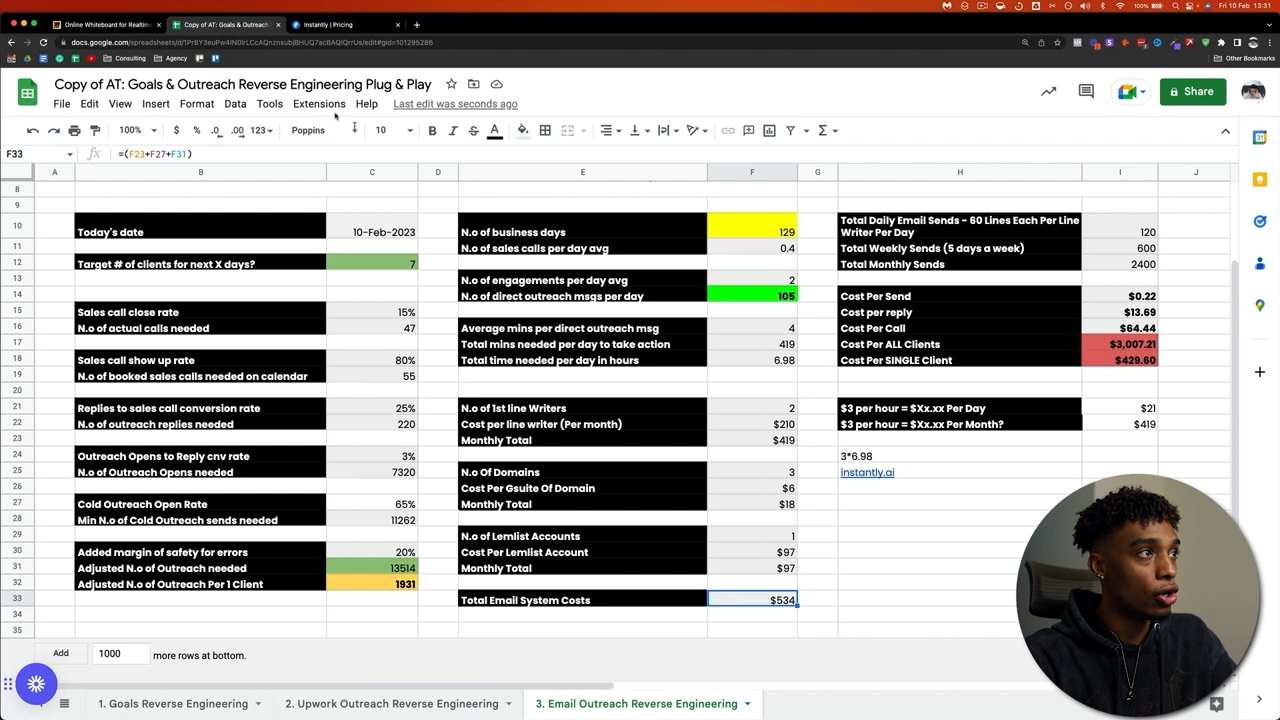 Fri 10 Feb 13:31
100%
Online Whiteboard for Realtime
Copy of AT: Goals & Outreach
Instantly | Pricing
Consulting
Agency
Other Bookmarks
Copy of AT: Goals & Outreach Reverse Engineering Plug & Play
Share
File Edit View Insert Format Data Tools Extensions Help Last edit was seconds ago
100% $ % .0 .00 123 Poppins 10 B I S A
F33 fx =(F23+F27+F31)
A B C D E F G H I J
8
9
Total Daily Email Sends - 60 Lines Each Per Line
10 Today's date 10-Feb-2023 N.o of business days 129 Writer Per Day 120
11 N.o of sales calls per day avg 0.4 Total Weekly Sends (5 days a week) 600
12 Target # of clients for next X days? 7 Total Monthly Sends 2400
13 N.o of engagements per day avg 2
14 N.o of direct outreach msgs per day 105 Cost Per Send $0.22
15 Sales call close rate 15% Cost per reply $13.69
16 N.o of actual calls needed 47 Average mins per direct outreach msg 4 Cost Per Call $64.44
17 Total mins needed per day to take action 419 Cost Per ALL Clients $3,007.21
18 Sales call show up rate 80% Total time needed per day in hours 6.98 Cost Per SINGLE Client $429.60
19 N.o of booked sales calls needed on calendar 55
20
21 Replies to sales call conversion rate 25% N.o of 1st line Writers 2 $3 per hour = $Xx.xx Per Day $21
22 N.o of outreach replies needed 220 Cost per line writer (Per month) $210 $3 per hour = $Xx.xx Per Month? $419
23 Monthly Total $419
24 Outreach Opens to Reply cnv rate 3% 3*6.98
25 N.o of Outreach Opens needed 7320 N.o Of Domains 3 instantly.ai
26 Cost Per Gsuite Of Domain $6
27 Cold Outreach Open Rate 65% Monthly Total $18
28 Min N.o of Cold Outreach sends needed 11262
29 N.o of Lemlist Accounts 1
30 Added margin of safety for errors 20% Cost Per Lemlist Account $97
31 Adjusted N.o of Outreach needed 13514 Monthly Total $97
32 Adjusted N.o of Outreach Per 1 Client 1931
33 Total Email System Costs $534
34
35
Add 1000 more rows at bottom.
1. Goals Reverse Engineering 2. Upwork Outreach Reverse Engineering 3. Email Outreach Reverse Engineering